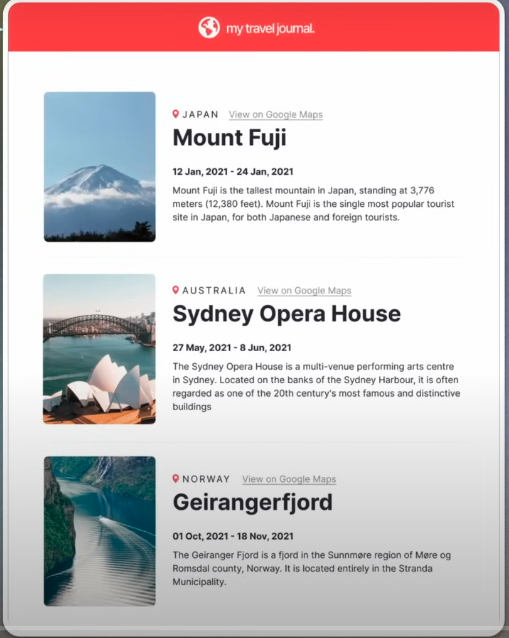 my travel journal.
JAPAN View on Google Maps
Mount Fuji
12 Jan, 2021 - 24 Jan, 2021
Mount Fuji is the tallest mountain in Japan, standing at 3,776
meters (12,380 feet). Mount Fuji is the single most popular tourist
site in Japan, for both Japanese and foreign tourists.
AUSTRALIA View on Google Maps
Sydney Opera House
27 May, 2021 - 8 Jun, 2021
The Sydney Opera House is a multi-venue performing arts centre
in Sydney. Located on the banks of the Sydney Harbour, it is often
regarded as one of the 20th century's most famous and distinctive
buildings
NORWAY View on Google Maps
Geirangerfjord
01 Oct, 2021 - 18 Nov, 2021
The Geiranger Fjord is a fjord in the Sunnmøre region of Møre og
Romsdal county, Norway. It is located entirely in the Stranda
Municipality.